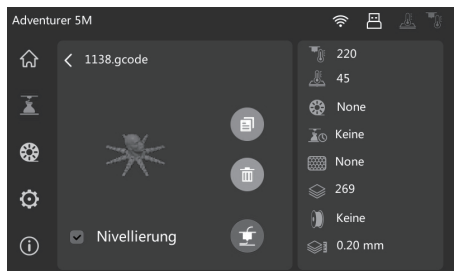 Adventurer 5M
1138.gcode
Nivellierung
220
45
None
Keine
None
269
Keine
0.20 mm